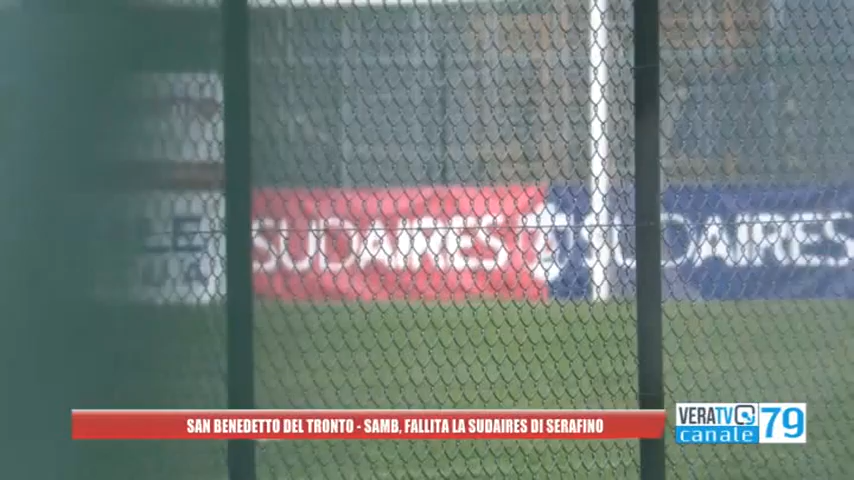 SUDAIRES
SUDAIRES
SAN BENEDETTO DEL TRONTO - SAMB, FALLITA LA SUDAIRES DI SERAFINO
VERATV
canale 79